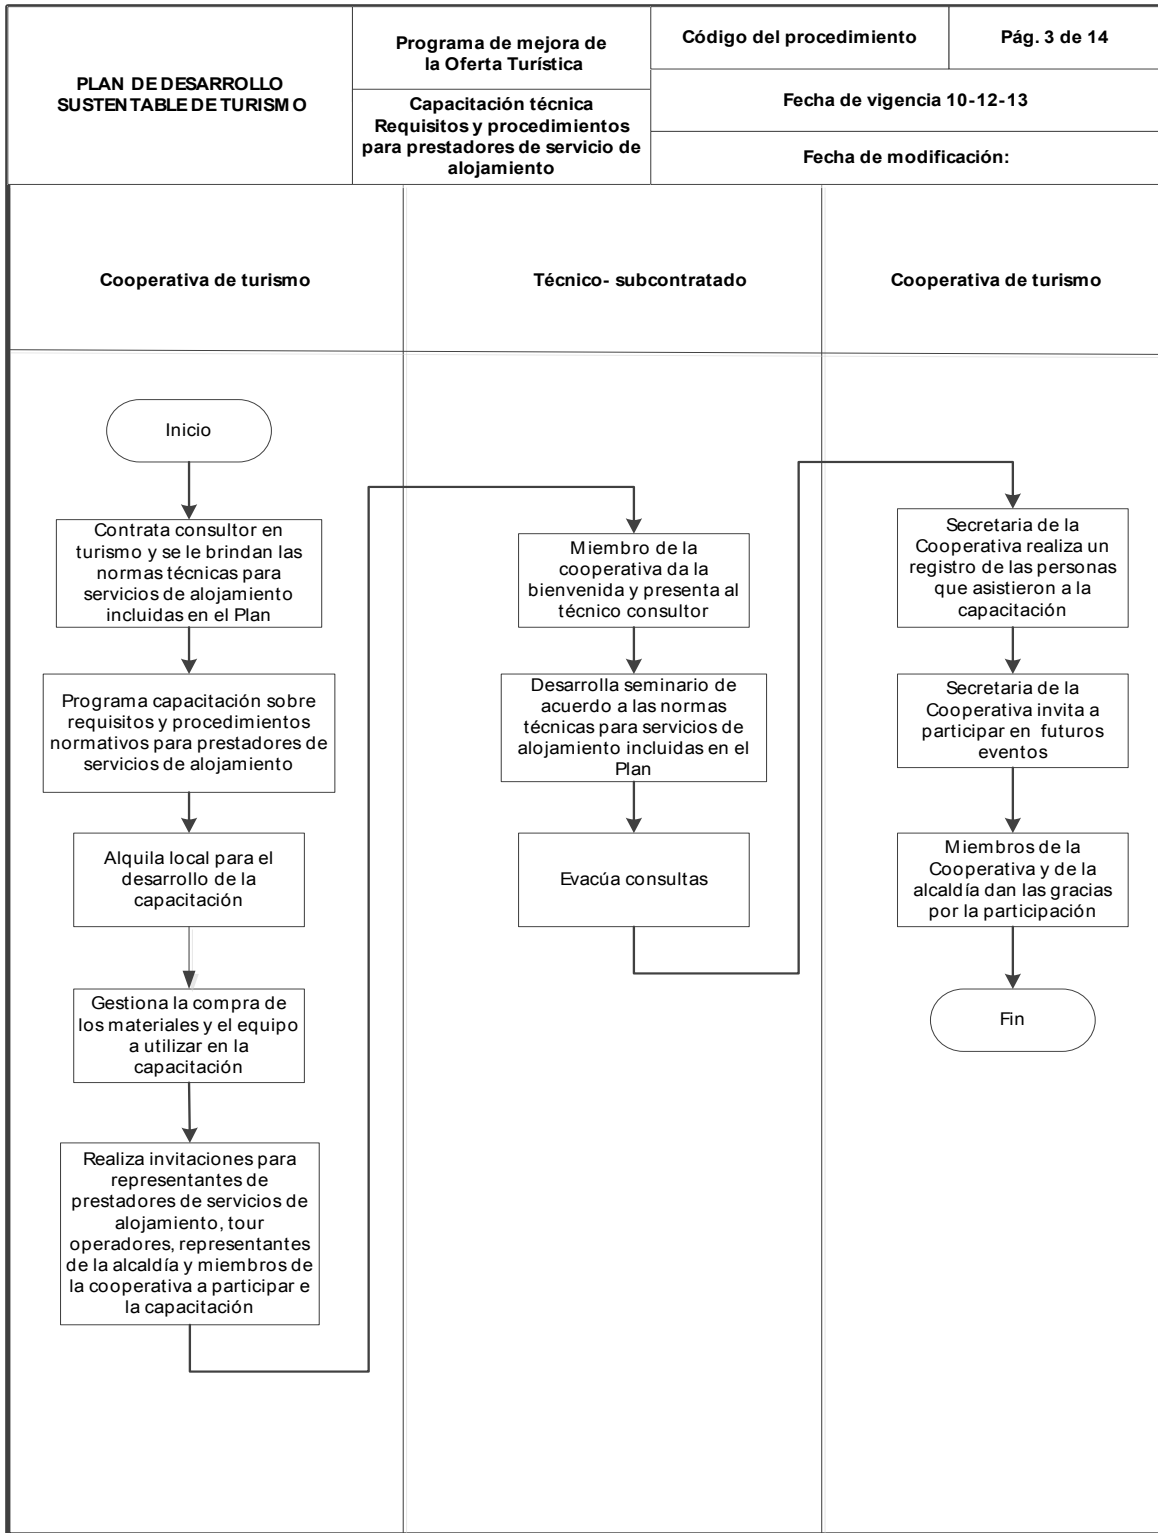 PLAN DE DESARROLLO
SUSTENTABLE DE TURISMO
Programa de mejora de
la Oferta Turística
Capacitación técnica
Requisitos y procedimientos
para prestadores de servicio de
alojamiento
Código del procedimiento
Pág. 3 de 14
Fecha de vigencia 10-12-13
Fecha de modificación:
Cooperativa de turismo
Técnico- subcontratado
Cooperativa de turismo
Inicio
Contrata consultor en
turismo y se le brindan las
normas técnicas para
servicios de alojamiento
incluidas en el Plan
Programa capacitación sobre
requisitos y procedimientos
normativos para prestadores de
servicios de alojamiento
Alquila local para el
desarrollo de la
capacitación
Gestiona la compra de
los materiales y el equipo
a utilizar en la
capacitación
Realiza invitaciones para
representantes de
prestadores de servicios de
alojamiento, tour
operadores, representantes
de la alcaldía y miembros de
la cooperativa a participar e
la capacitación
Miembro de la
cooperativa da la
bienvenida y presenta al
técnico consultor
Desarrolla seminario de
acuerdo a las normas
técnicas para servicios de
alojamiento incluidas en el
Plan
Evacúa consultas
Secretaria de la
Cooperativa realiza un
registro de las personas
que asistieron a la
capacitación
Secretaria de la
Cooperativa invita a
participar en futuros
eventos
Miembros de la
Cooperativa y de la
alcaldía dan las gracias
por la participación
Fin